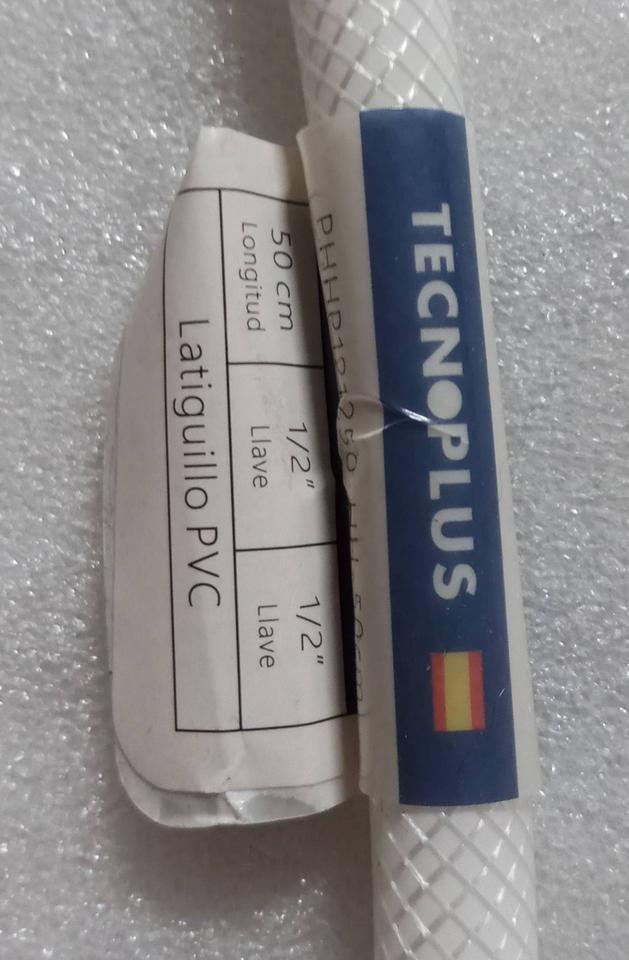 TECNOPLUS
50 cm
Longitud
1/2"
Llave
1/2"
Llave
Latiguillo PVC